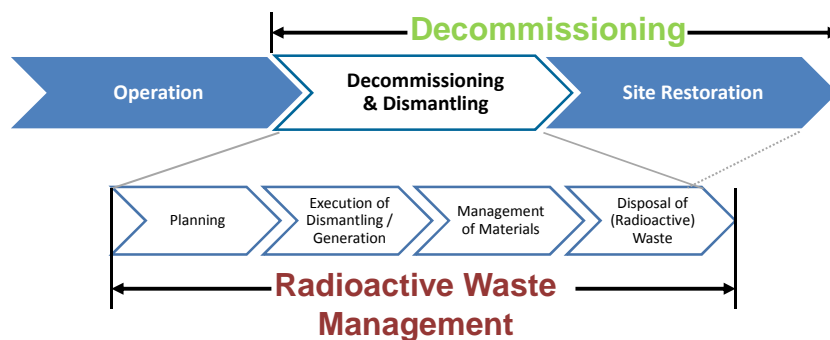 Decommissioning
Operation
Decommissioning
& Dismantling
Site Restoration
Planning
Execution of
Dismantling /
Generation
Management
of Materials
Disposal of
(Radioactive)
Waste
Radioactive Waste
Management